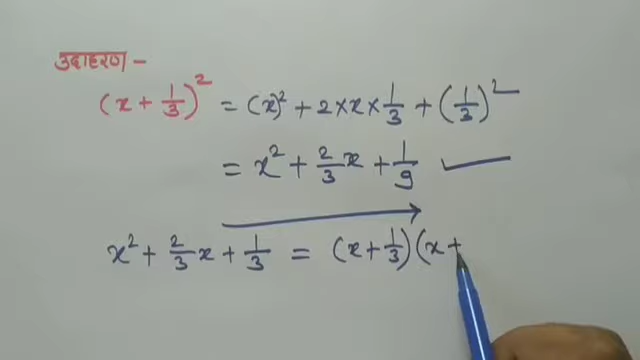 उदाहरण -
(x + 1/3)² = (x)² + 2×x×1/3 + (1/3)²
= x² + 2/3 x + 1/9
x² + 2/3 x + 1/3 = (x + 1/3)(x +